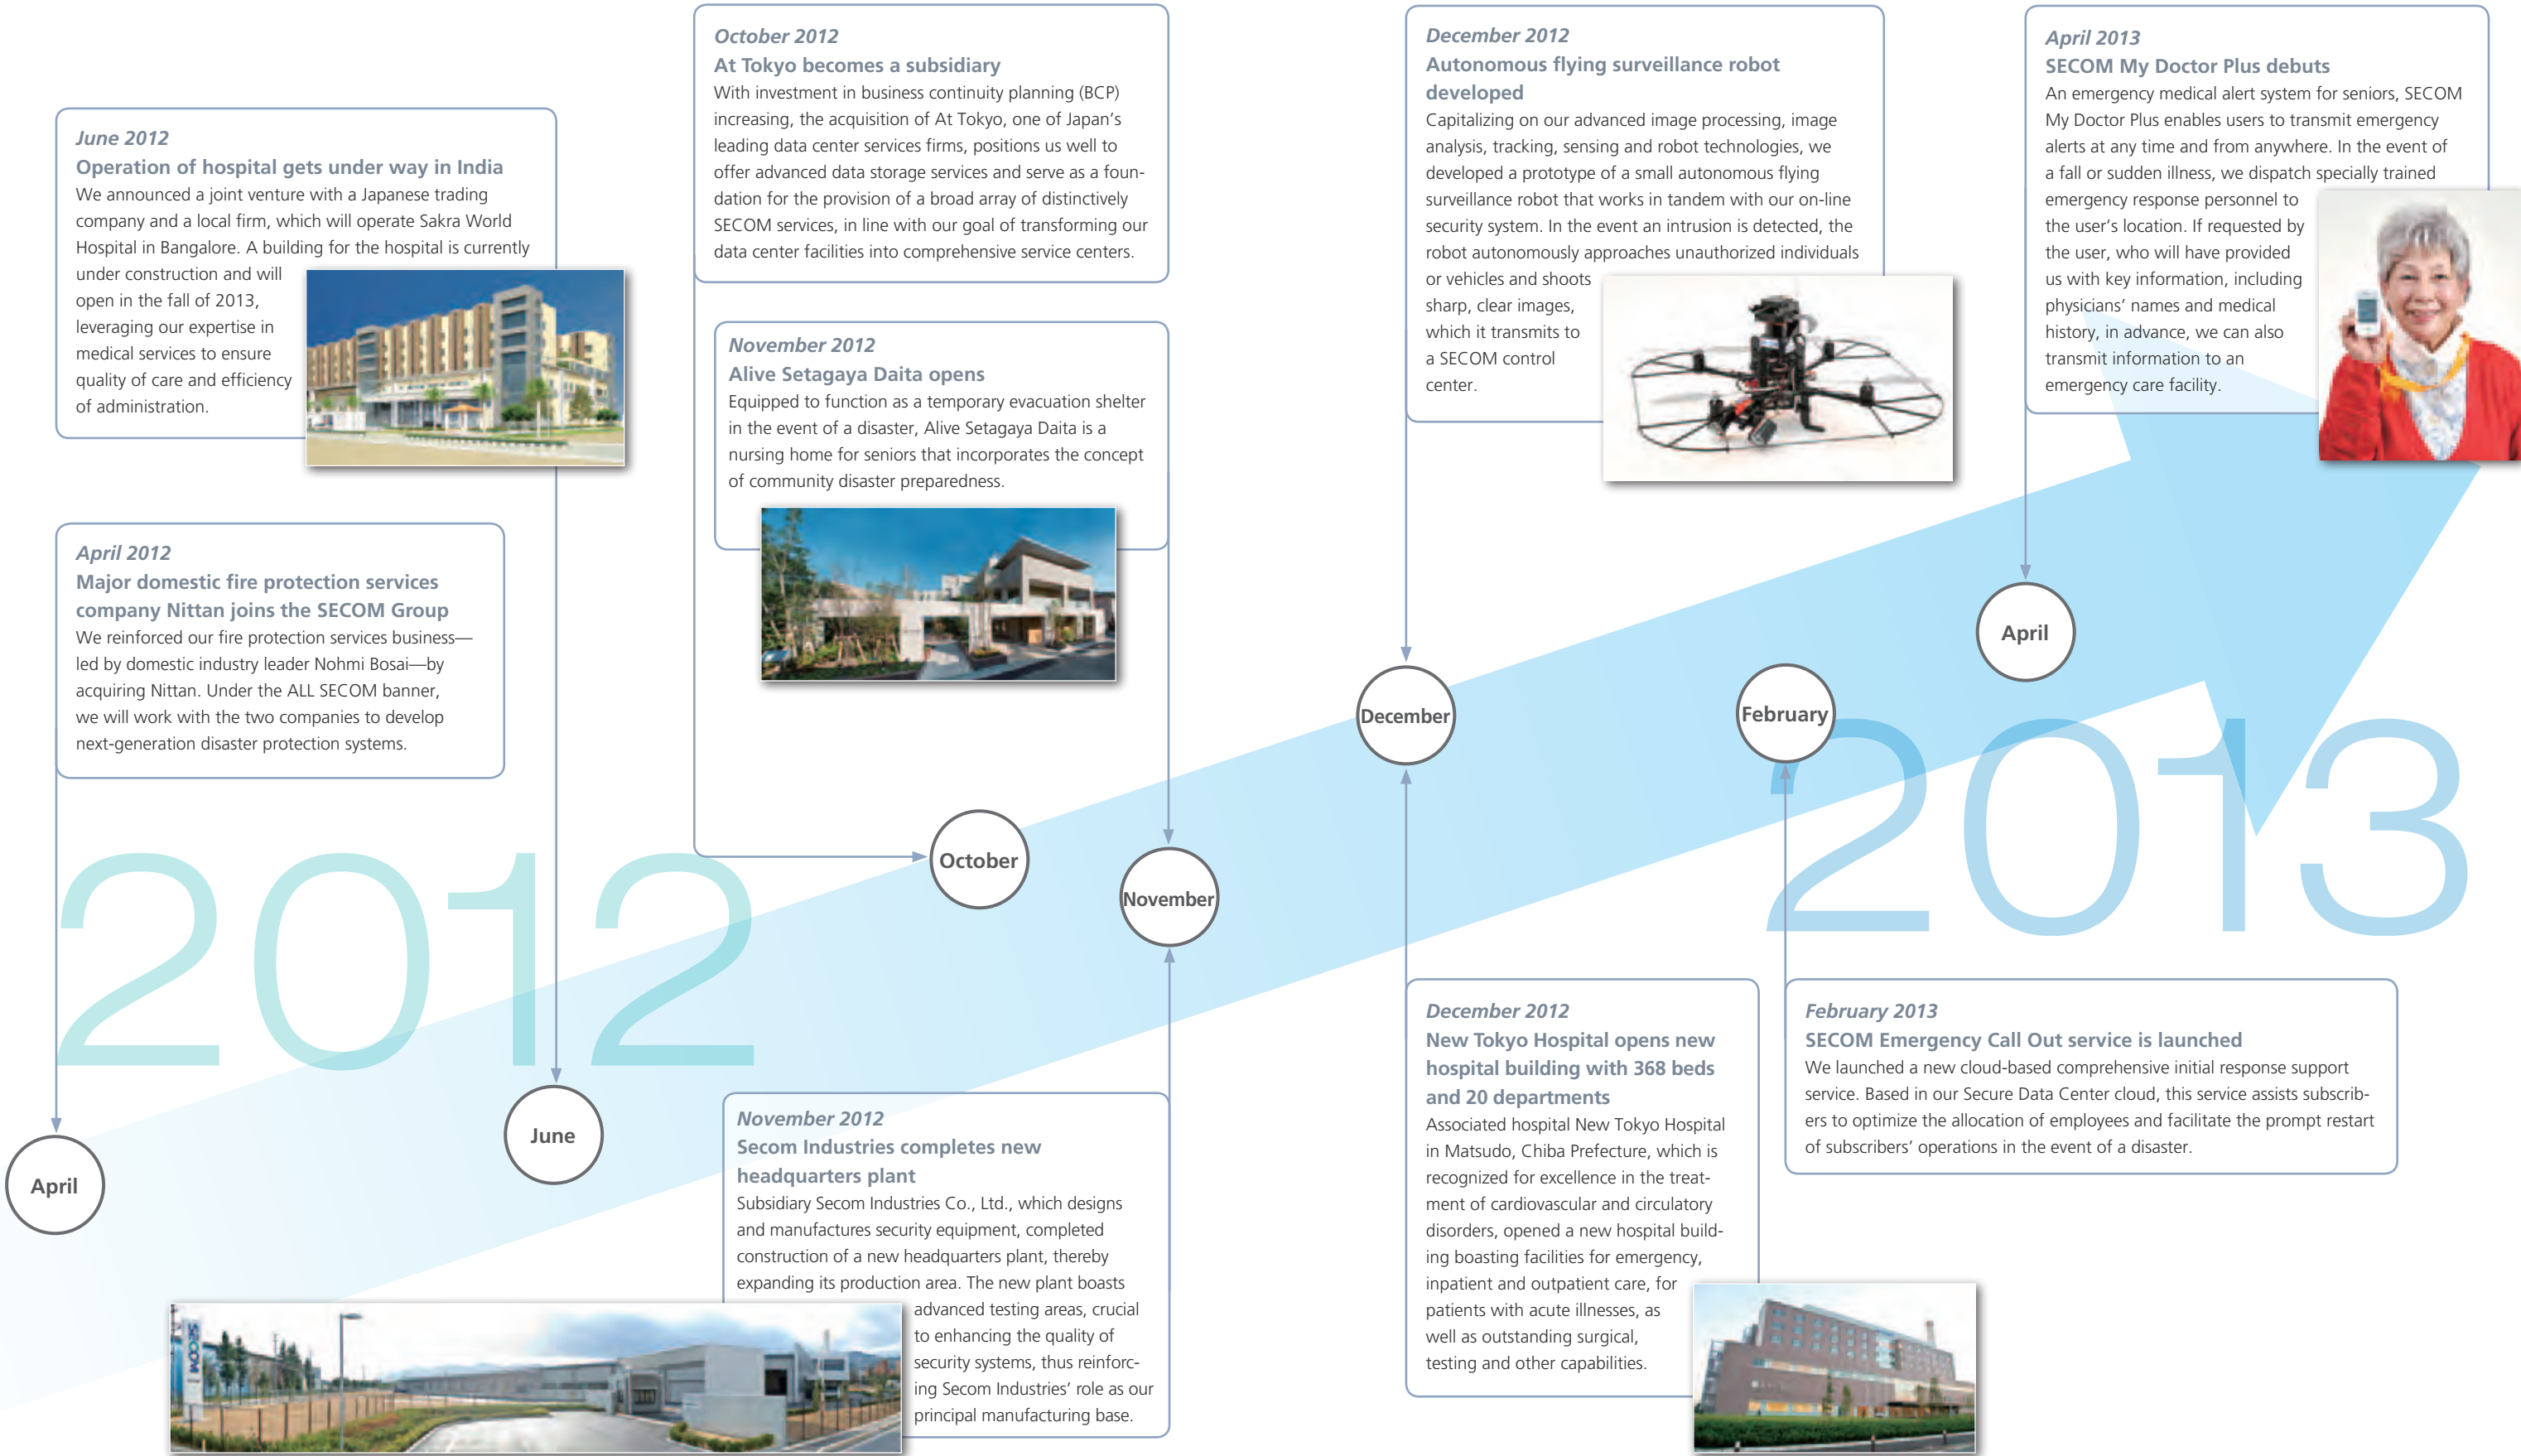 June 2012
Operation of hospital gets under way in India
We announced a joint venture with a Japanese trading
company and a local firm, which will operate Sakra World
Hospital in Bangalore. A building for the hospital is currently
under construction and will
open in the fall of 2013,
leveraging our expertise in
medical services to ensure
quality of care and efficiency
of administration.
April 2012
Major domestic fire protection services
company Nittan joins the SECOM Group
We reinforced our fire protection services business—
led by domestic industry leader Nohmi Bosai—by
acquiring Nittan. Under the ALL SECOM banner,
we will work with the two companies to develop
next-generation disaster protection systems.
October 2012
At Tokyo becomes a subsidiary
With investment in business continuity planning (BCP)
increasing, the acquisition of At Tokyo, one of Japan's
leading data center services firms, positions us well to
offer advanced data storage services and serve as a foun-
dation for the provision of a broad array of distinctively
SECOM services, in line with our goal of transforming our
data center facilities into comprehensive service centers.
November 2012
Alive Setagaya Daita opens
Equipped to function as a temporary evacuation shelter
in the event of a disaster, Alive Setagaya Daita is a
nursing home for seniors that incorporates the concept
of community disaster preparedness.
December 2012
Autonomous flying surveillance robot
developed
Capitalizing on our advanced image processing, image
analysis, tracking, sensing and robot technologies, we
developed a prototype of a small autonomous flying
surveillance robot that works in tandem with our on-line
security system. In the event an intrusion is detected, the
robot autonomously approaches unauthorized individuals
or vehicles and shoots
sharp, clear images,
which it transmits to
a SECOM control
center.
April 2013
SECOM My Doctor Plus debuts
An emergency medical alert system for seniors, SECOM
My Doctor Plus enables users to transmit emergency
alerts at any time and from anywhere. In the event of
a fall or sudden illness, we dispatch specially trained
emergency response personnel to
the user's location. If requested by
the user, who will have provided
us with key information, including
physicians' names and medical
history, in advance, we can also
transmit information to an
emergency care facility.
2012
2013
April
June
October
November
December
February
April
November 2012
Secom Industries completes new
headquarters plant
Subsidiary Secom Industries Co., Ltd., which designs
and manufactures security equipment, completed
construction of a new headquarters plant, thereby
expanding its production area. The new plant boasts
advanced testing areas, crucial
to enhancing the quality of
security systems, thus reinforc-
ing Secom Industries' role as our
principal manufacturing base.
SECOM
December 2012
New Tokyo Hospital opens new
hospital building with 368 beds
and 20 departments
Associated hospital New Tokyo Hospital
in Matsudo, Chiba Prefecture, which is
recognized for excellence in the treat-
ment of cardiovascular and circulatory
disorders, opened a new hospital build-
ing boasting facilities for emergency,
inpatient and outpatient care, for
patients with acute illnesses, as
well as outstanding surgical,
testing and other capabilities.
February 2013
SECOM Emergency Call Out service is launched
We launched a new cloud-based comprehensive initial response support
service. Based in our Secure Data Center cloud, this service assists subscrib-
ers to optimize the allocation of employees and facilitate the prompt restart
of subscribers' operations in the event of a disaster.